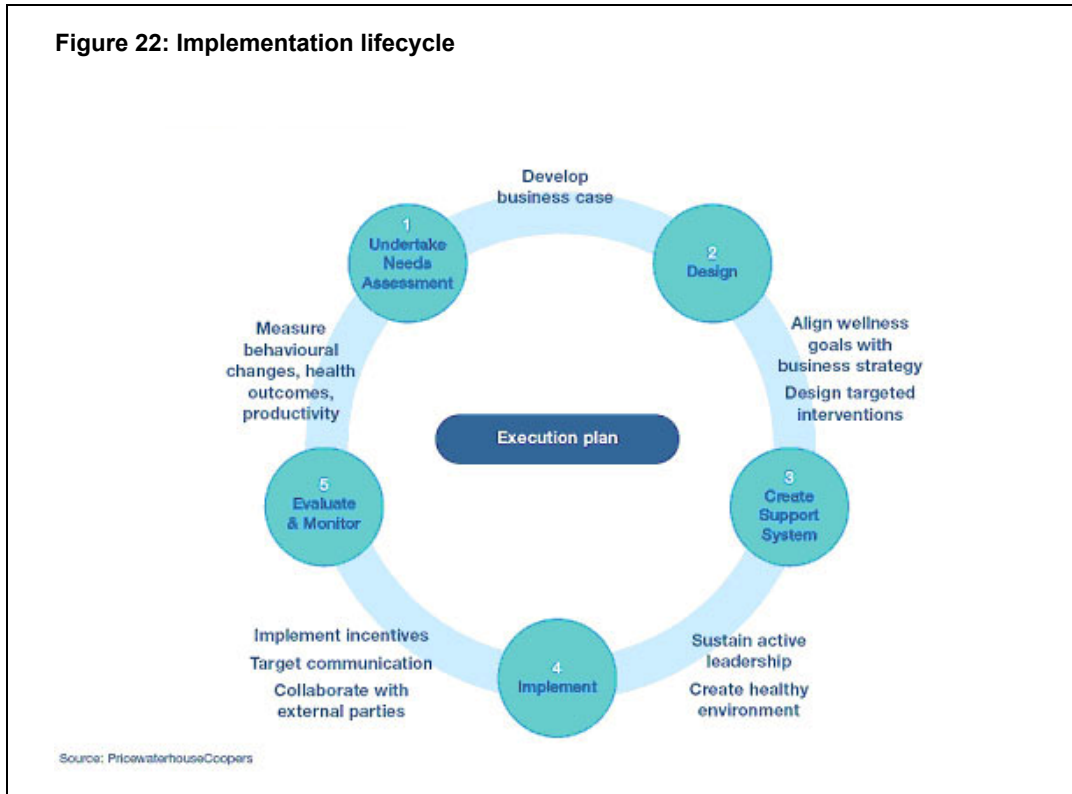 Figure 22: Implementation lifecycle
Develop
business case
1
Undertake
Needs
Assessment
2
Design
Align wellness
goals with
business strategy
Design targeted
interventions
Measure
behavioural
changes, health
outcomes,
productivity
Execution plan
3
Create
Support
System
5
Evaluate
& Monitor
Sustain active
leadership
Create healthy
environment
4
Implement
Implement incentives
Target communication
Collaborate with
external parties
Source: PricewaterhouseCoopers